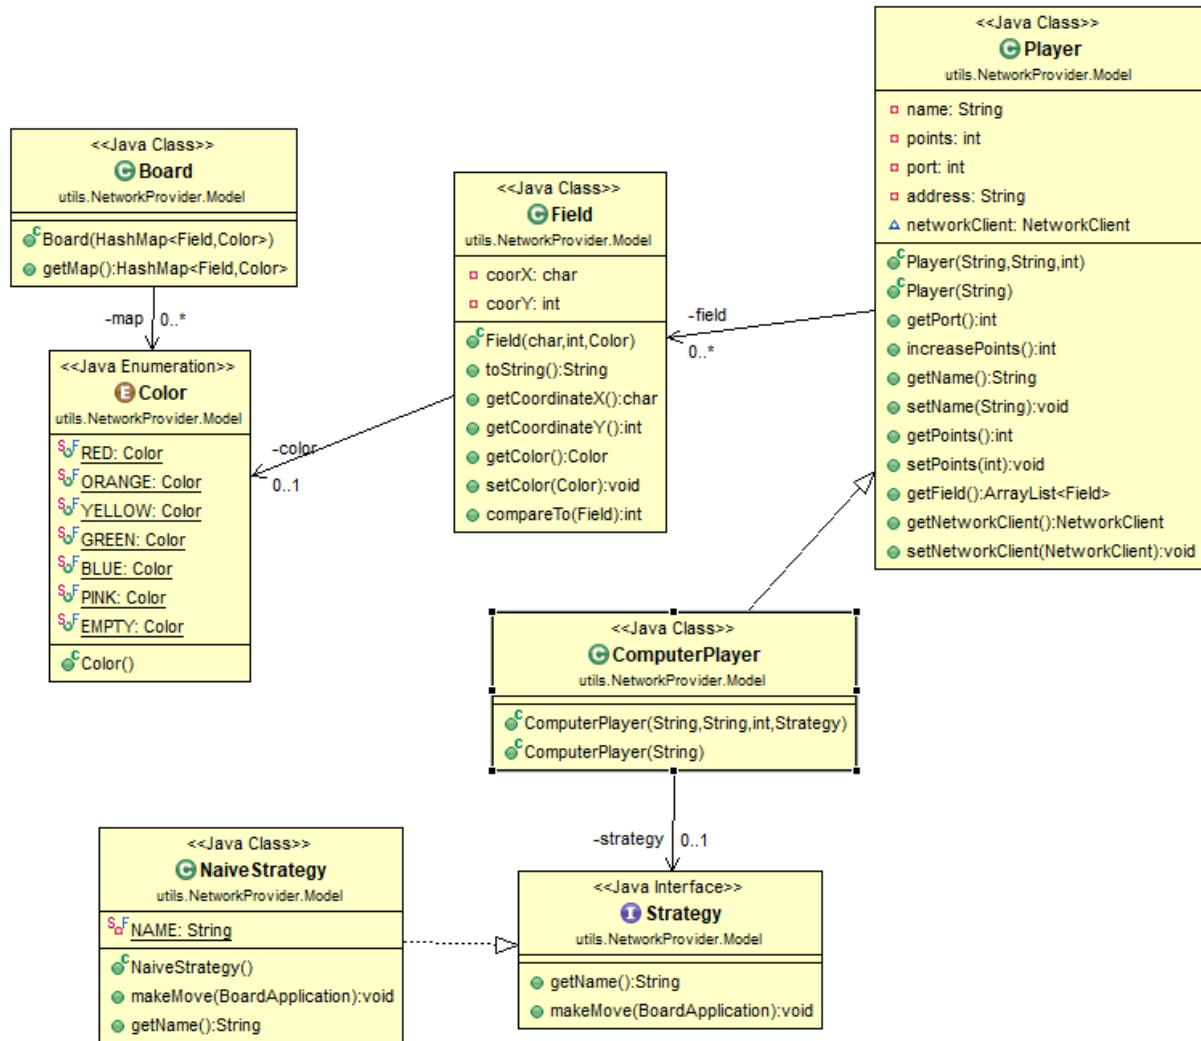 <<Java Class>>
Board
utils.NetworkProvider.Model
Board(HashMap<Field,Color>)
getMap():HashMap<Field,Color>
-map 0..*
<<Java Enumeration>>
Color
utils.NetworkProvider.Model
RED: Color
ORANGE: Color
YELLOW: Color
GREEN: Color
BLUE: Color
PINK: Color
EMPTY: Color
Color()
-color
0..1
<<Java Class>>
Field
utils.NetworkProvider.Model
coorX: char
coorY: int
Field(char,int,Color)
toString():String
getCoordinateX():char
getCoordinateY():int
getColor():Color
setColor(Color):void
compareTo(Field):int
-field
0..*
<<Java Class>>
Player
utils.NetworkProvider.Model
name: String
points: int
port: int
address: String
networkClient: NetworkClient
Player(String,String,int)
Player(String)
getPort():int
increasePoints():int
getName():String
setName(String):void
getPoints():int
setPoints(int):void
getField():ArrayList<Field>
getNetworkClient():NetworkClient
setNetworkClient(NetworkClient):void
<<Java Class>>
ComputerPlayer
utils.NetworkProvider.Model
ComputerPlayer(String,String,int,Strategy)
ComputerPlayer(String)
-strategy 0..1
<<Java Class>>
NaiveStrategy
utils.NetworkProvider.Model
NAME: String
NaiveStrategy()
makeMove(BoardApplication):void
getName():String
<<Java Interface>>
Strategy
utils.NetworkProvider.Model
getName():String
makeMove(BoardApplication):void